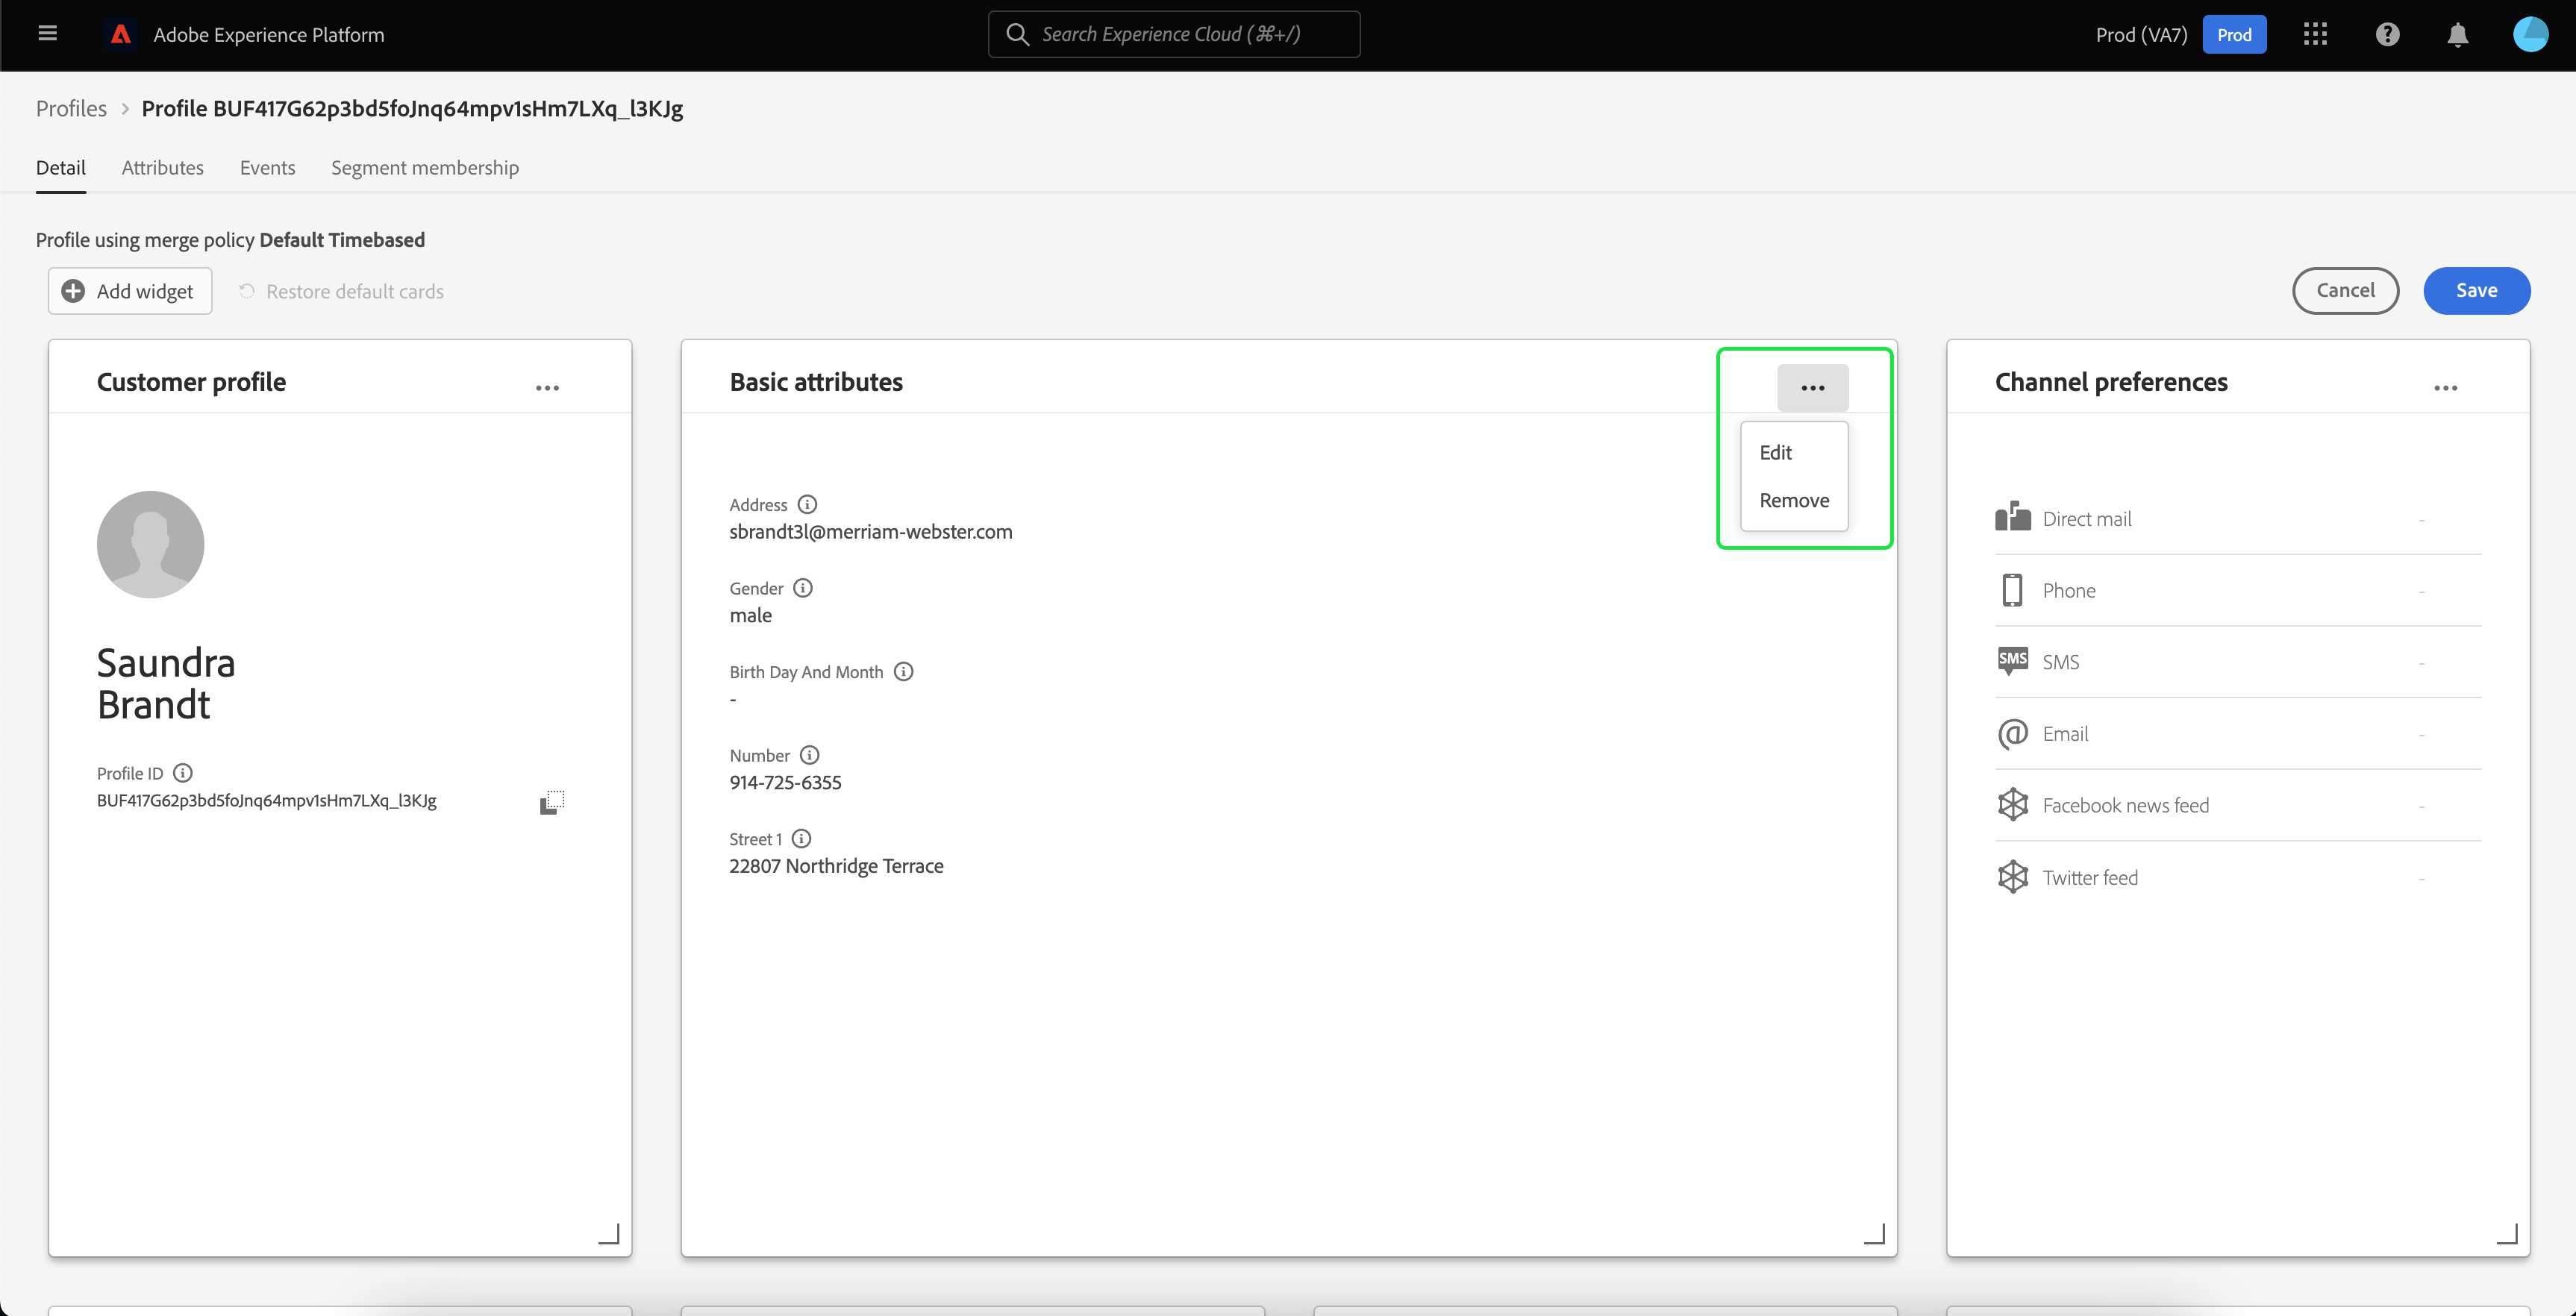 Adobe Experience Platform
Search Experience Cloud (⌘+/)
Prod (VA7)
Prod
Profiles > Profile BUF417G62p3bd5foJnq64mpv1sHm7LXq_l3KJg
Detail Attributes Events Segment membership
Profile using merge policy Default Timebased
Add widget
Restore default cards
Cancel
Save
Customer profile
Saundra
Brandt
Profile ID
BUF417G62p3bd5foJnq64mpv1sHm7LXq_l3KJg
Basic attributes
Edit
Remove
Address
sbrandt3l@merriam-webster.com
Gender
male
Birth Day And Month
-
Number
914-725-6355
Street 1
22807 Northridge Terrace
Channel preferences
Direct mail -
Phone -
SMS SMS -
Email -
Facebook news feed -
Twitter feed -